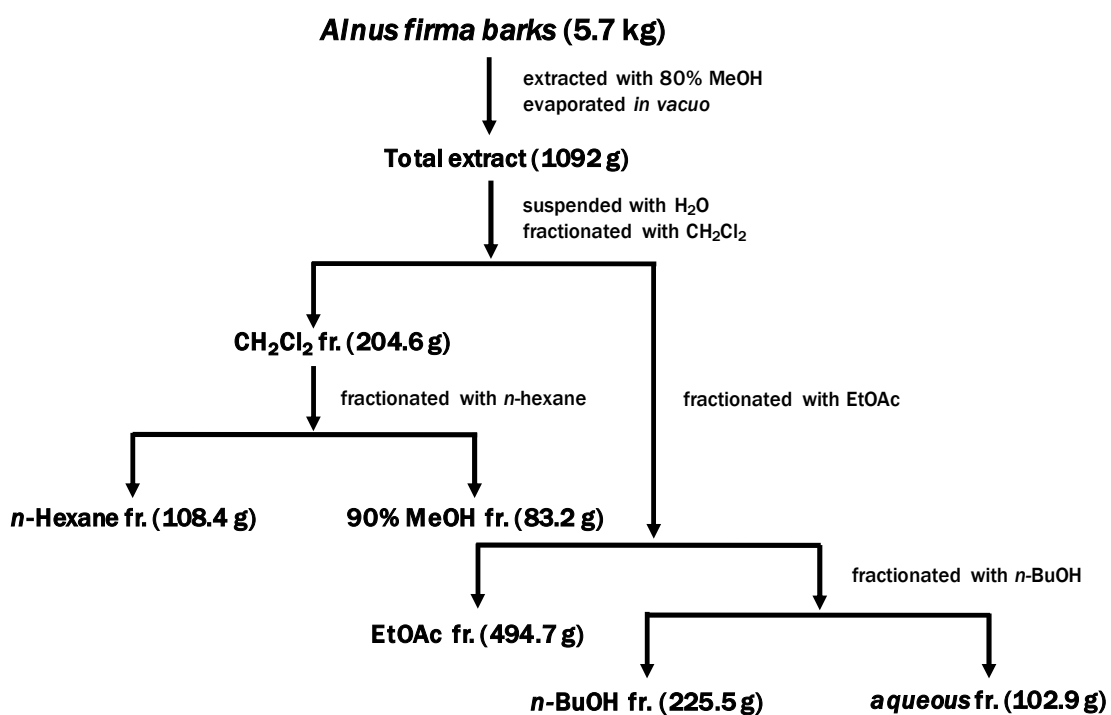 Alnus firma barks (5.7 kg)
extracted with 80% MeOH
evaporated in vacuo
Total extract (1092 g)
suspended with H₂O
fractionated with CH₂Cl₂
CH₂Cl₂ fr. (204.6 g)
fractionated with n-hexane
fractionated with EtOAc
n-Hexane fr. (108.4 g)
90% MeOH fr. (83.2 g)
fractionated with n-BuOH
EtOAc fr. (494.7 g)
n-BuOH fr. (225.5 g)
aqueous fr. (102.9 g)